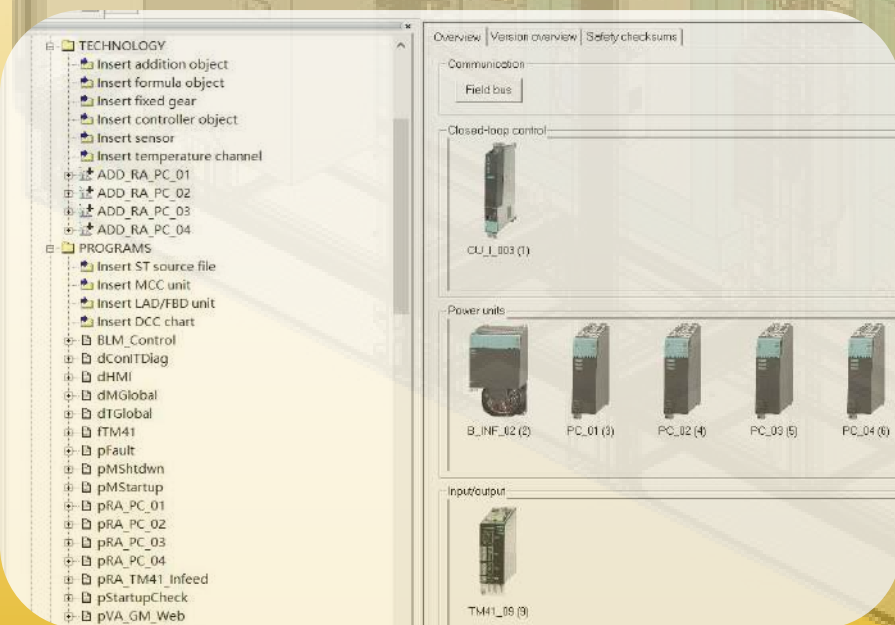 TECHNOLOGY
Insert addition object
Insert formula object
Insert fixed gear
Insert controller object
Insert sensor
Insert temperature channel
ADD_RA_PC_01
ADD_RA_PC_02
ADD_RA_PC_03
ADD_RA_PC_04
PROGRAMS
Insert ST source file
Insert MCC unit
Insert LAD/FBD unit
Insert DCC chart
BLM_Control
dConITDiag
dHMI
dMGlobal
dTGlobal
fTM41
pFault
pMShtdwn
pMStartup
pRA_PC_01
pRA_PC_02
pRA_PC_03
pRA_PC_04
pRA_TM41_Infeed
pStartupCheck
pVA_GM_Web
Overview Version overview Safety checksums
Communication
Field bus
Closed-loop control
CU_I_003 (1)
Power units
B_INF_02 (2) PC_01 (3) PC_02 (4) PC_03 (5) PC_04 (6)
Input/output
TM41_09 (9)